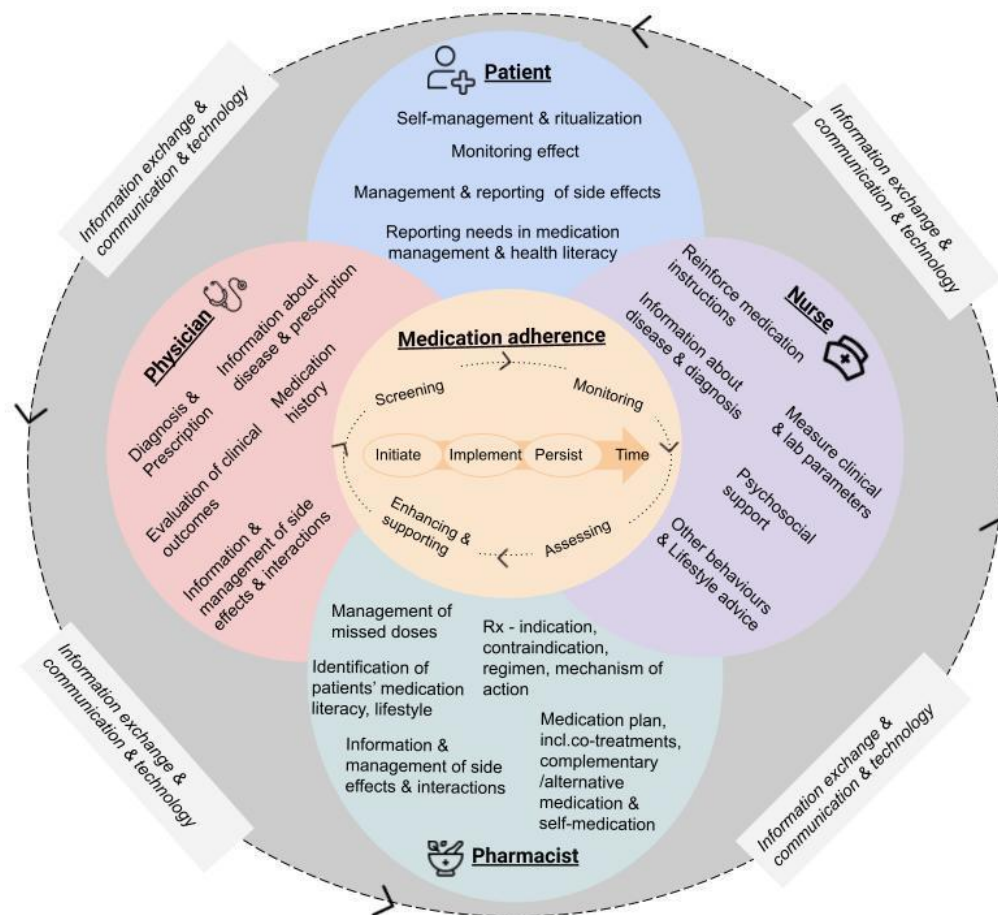 Patient
Self-management & ritualization
Monitoring effect
Management & reporting of side effects
Reporting needs in medication
management & health literacy
Information exchange &
communication & technology
Information exchange &
communication & technology
Physician
Information about
disease & prescription
Medication
history
Diagnosis &
Prescription
Evaluation of clinical
outcomes
Information &
management of side
effects & interactions
Medication adherence
Screening
Monitoring
Initiate
Implement
Persist
Time
Enhancing &
supporting
Assessing
Nurse
Reinforce medication
instructions
Information about
disease & diagnosis
Measure clinical
& lab parameters
Psychosocial
support
Other behaviours
& Lifestyle advice
Management of
missed doses
Rx - indication,
contraindication,
regimen, mechanism of
action
Identification of
patients' medication
literacy, lifestyle
Information &
management of side
effects & interactions
Medication plan,
incl.co-treatments,
complementary
/alternative
medication &
self-medication
Pharmacist
Information exchange &
communication & technology
Information exchange &
communication & technology